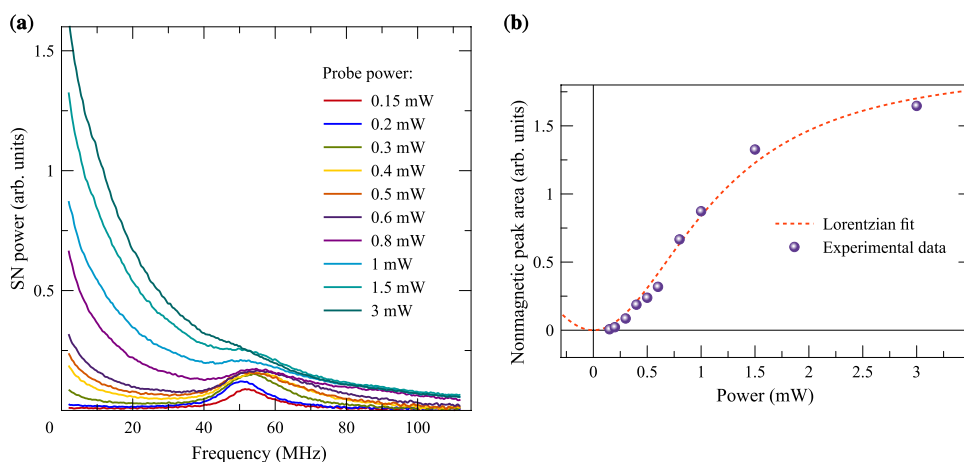 (a)
SN power (arb. units)
1.5
1
0.5
0
20
40
60
80
100
Frequency (MHz)
Probe power:
0.15 mW
0.2 mW
0.3 mW
0.4 mW
0.5 mW
0.6 mW
0.8 mW
1 mW
1.5 mW
3 mW
(b)
Nonmagnetic peak area (arb. units)
1.5
1
0.5
0
0
0.5
1
1.5
2
2.5
3
Power (mW)
Lorentzian fit
Experimental data